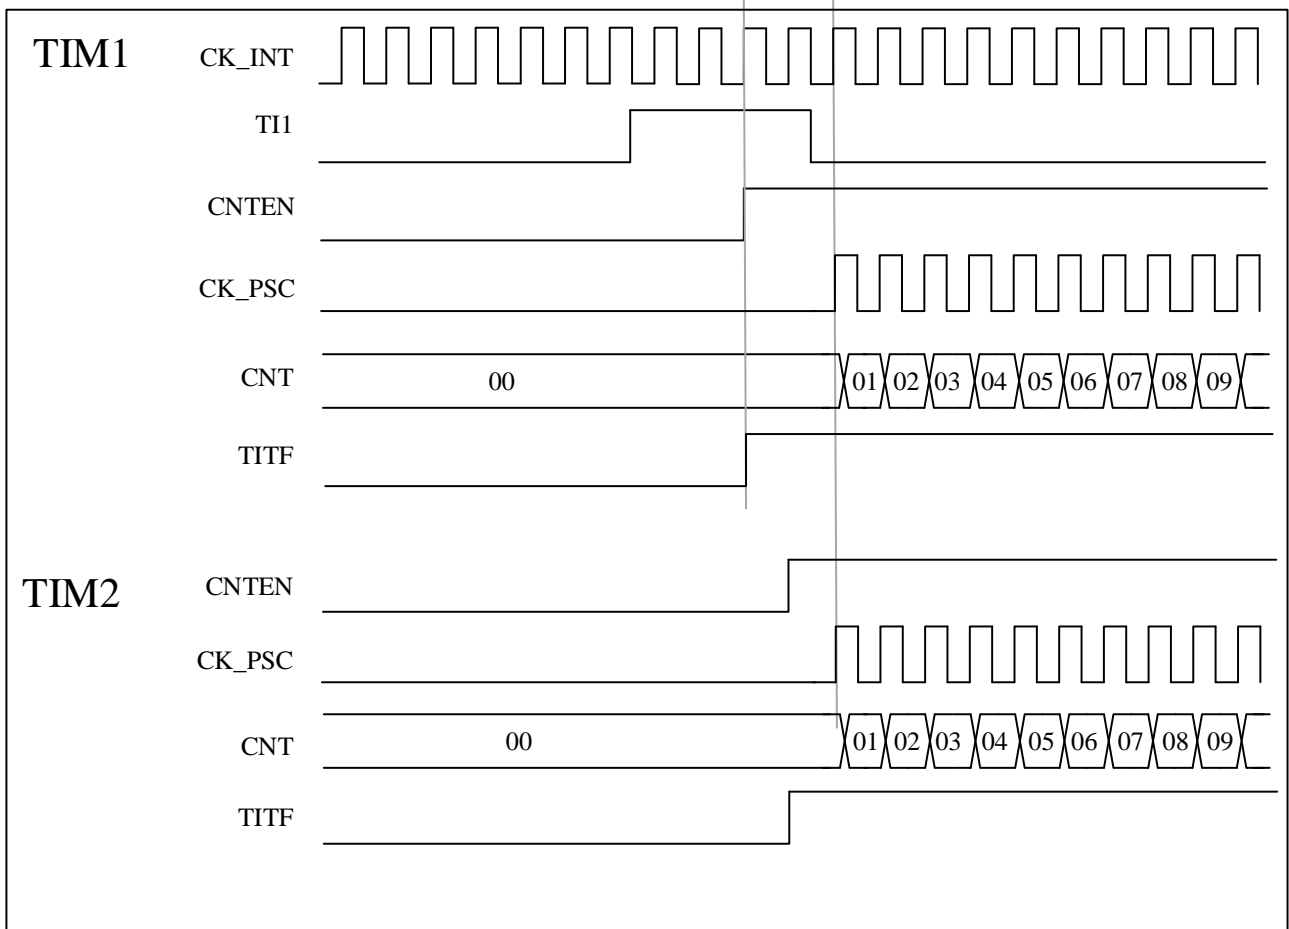 TIM1
CK_INT
TI1
CNTEN
CK_PSC
CNT 00 01 02 03 04 05 06 07 08 09
TITF
TIM2
CNTEN
CK_PSC
CNT 00 01 02 03 04 05 06 07 08 09
TITF